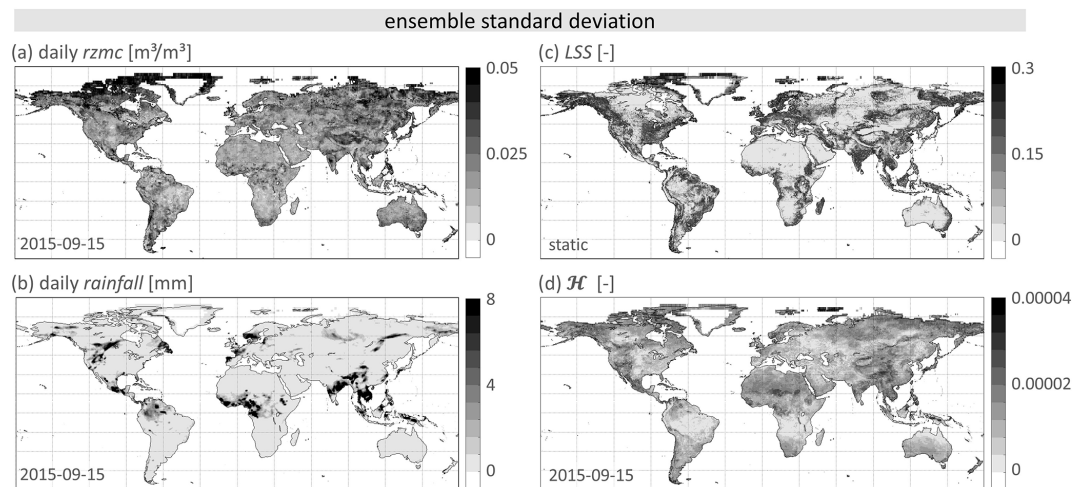 ensemble standard deviation
(a) daily rzmc [m³/m³]
0.05
0.025
0
2015-09-15
(c) LSS [-]
0.3
0.15
0
static
(b) daily rainfall [mm]
8
4
0
2015-09-15
(d) ℋ [-]
0.00004
0.00002
0
2015-09-15